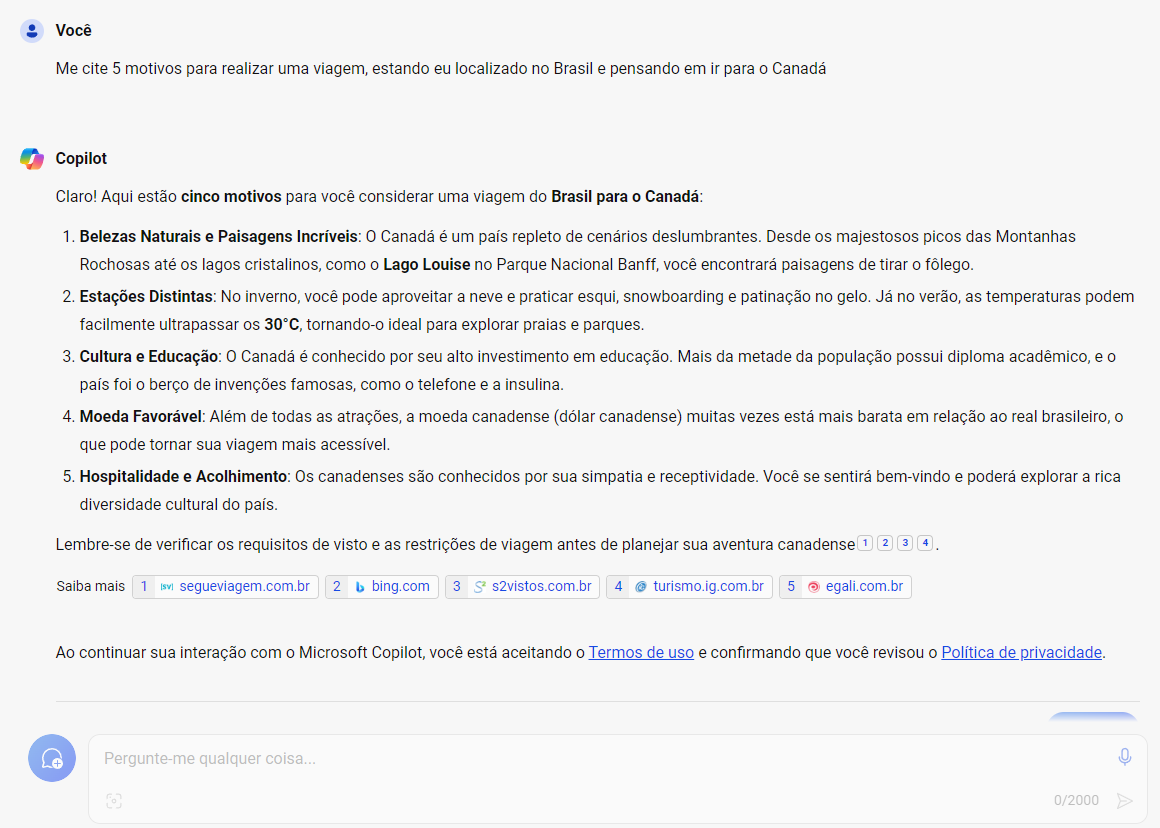 Você
Me cite 5 motivos para realizar uma viagem, estando eu localizado no Brasil e pensando em ir para o Canadá
Copilot
Claro! Aqui estão cinco motivos para você considerar uma viagem do Brasil para o Canadá:
1. Belezas Naturais e Paisagens Incríveis: O Canadá é um país repleto de cenários deslumbrantes. Desde os majestosos picos das Montanhas
Rochosas até os lagos cristalinos, como o Lago Louise no Parque Nacional Banff, você encontrará paisagens de tirar o fôlego.
2. Estações Distintas: No inverno, você pode aproveitar a neve e praticar esqui, snowboarding e patinação no gelo. Já no verão, as temperaturas podem
facilmente ultrapassar os 30°C, tornando-o ideal para explorar praias e parques.
3. Cultura e Educação: O Canadá é conhecido por seu alto investimento em educação. Mais da metade da população possui diploma acadêmico, e o
país foi o berço de invenções famosas, como o telefone e a insulina.
4. Moeda Favorável: Além de todas as atrações, a moeda canadense (dólar canadense) muitas vezes está mais barata em relação ao real brasileiro, o
que pode tornar sua viagem mais acessível.
5. Hospitalidade e Acolhimento: Os canadenses são conhecidos por sua simpatia e receptividade. Você se sentirá bem-vindo e poderá explorar a rica
diversidade cultural do país.
Lembre-se de verificar os requisitos de visto e as restrições de viagem antes de planejar sua aventura canadense 1 2 3 4 .
Saiba mais 1 (SV) segueviagem.com.br 2 bing.com 3 S² s2vistos.com.br 4 turismo.ig.com.br 5 egali.com.br
Ao continuar sua interação com o Microsoft Copilot, você está aceitando o Termos de uso e confirmando que você revisou o Política de privacidade.
Pergunte-me qualquer coisa...
0/2000